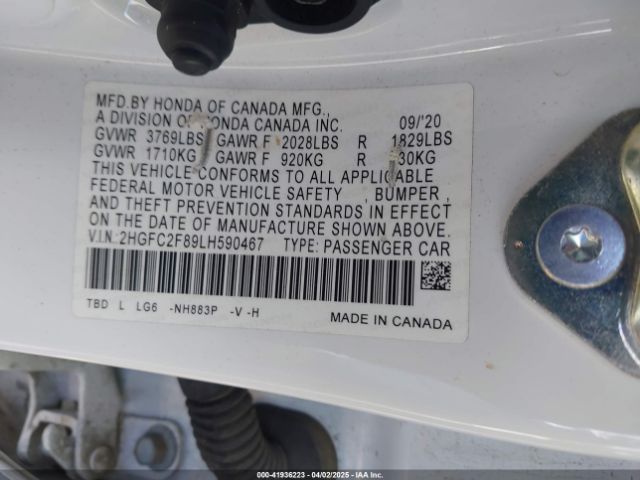 MFD.BY HONDA OF CANADA MFG.,
A DIVISION OF HONDA CANADA INC. 09/'20
GVWR 3769LBS GAWR F 2028LBS R 1829LBS
GVWR 1710KG GAWR F 920KG R 30KG
THIS VEHICLE CONFORMS TO ALL APPLICABLE
FEDERAL MOTOR VEHICLE SAFETY , BUMPER ,
AND THEFT PREVENTION STANDARDS IN EFFECT
ON THE DATE OF MANUFACTURE SHOWN ABOVE.
V.I.N.:2HGFC2F89LH590467 TYPE: PASSENGER CAR
TBD L LG6 -NH883P -V -H
MADE IN CANADA
000-41936223 - 04/02/2025 - IAA Inc.